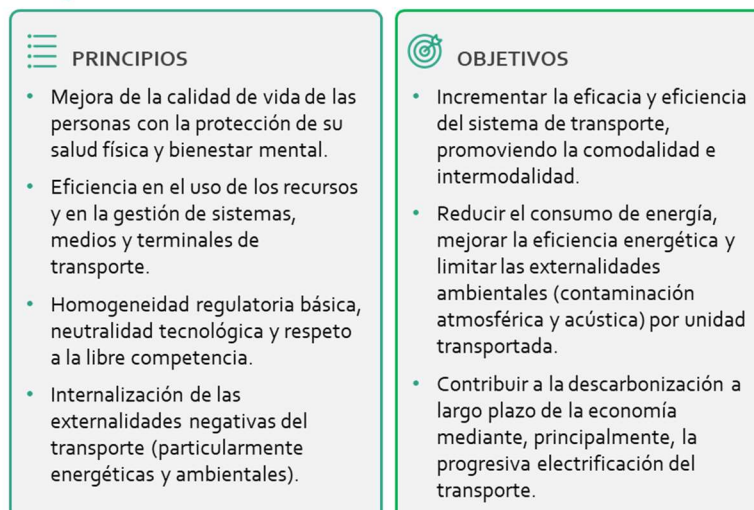 PRINCIPIOS
• Mejora de la calidad de vida de las
personas con la protección de su
salud física y bienestar mental.
• Eficiencia en el uso de los recursos
y en la gestión de sistemas,
medios y terminales de
transporte.
• Homogeneidad regulatoria básica,
neutralidad tecnológica y respeto
a la libre competencia.
• Internalización de las
externalidades negativas del
transporte (particularmente
energéticas y ambientales).
OBJETIVOS
• Incrementar la eficacia y eficiencia
del sistema de transporte,
promoviendo la comodalidad e
intermodalidad.
• Reducir el consumo de energía,
mejorar la eficiencia energética y
limitar las externalidades
ambientales (contaminación
atmosférica y acústica) por unidad
transportada.
• Contribuir a la descarbonización a
largo plazo de la economía
mediante, principalmente, la
progresiva electrificación del
transporte.